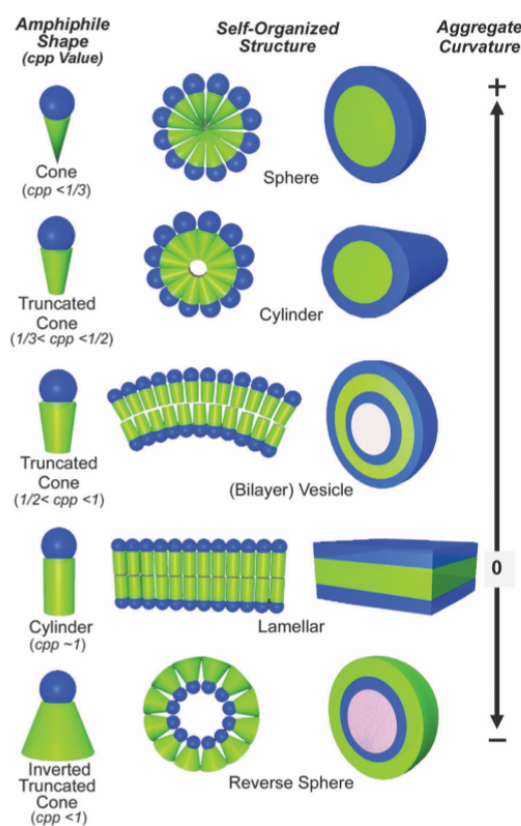 Amphiphile
Shape
(cpp Value)
Self-Organized
Structure
Aggregate
Curvature
+
Cone
(cpp <1/3)
Sphere
Truncated
Cone
(1/3< cpp <1/2)
Cylinder
Truncated
Cone
(1/2< cpp <1)
(Bilayer) Vesicle
0
Cylinder
(cpp ~1)
Lamellar
Inverted
Truncated
Cone
(cpp <1)
Reverse Sphere
−